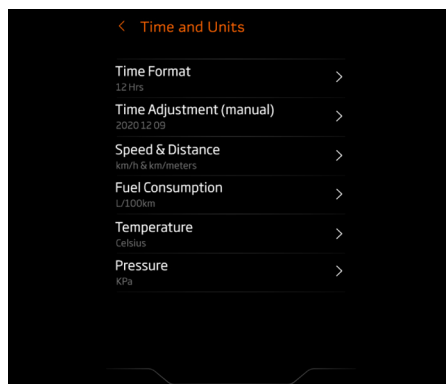 Time and Units
Time Format
12 Hrs
Time Adjustment (manual)
2020 12 09
Speed & Distance
km/h & km/meters
Fuel Consumption
L/100km
Temperature
Celsius
Pressure
KPa